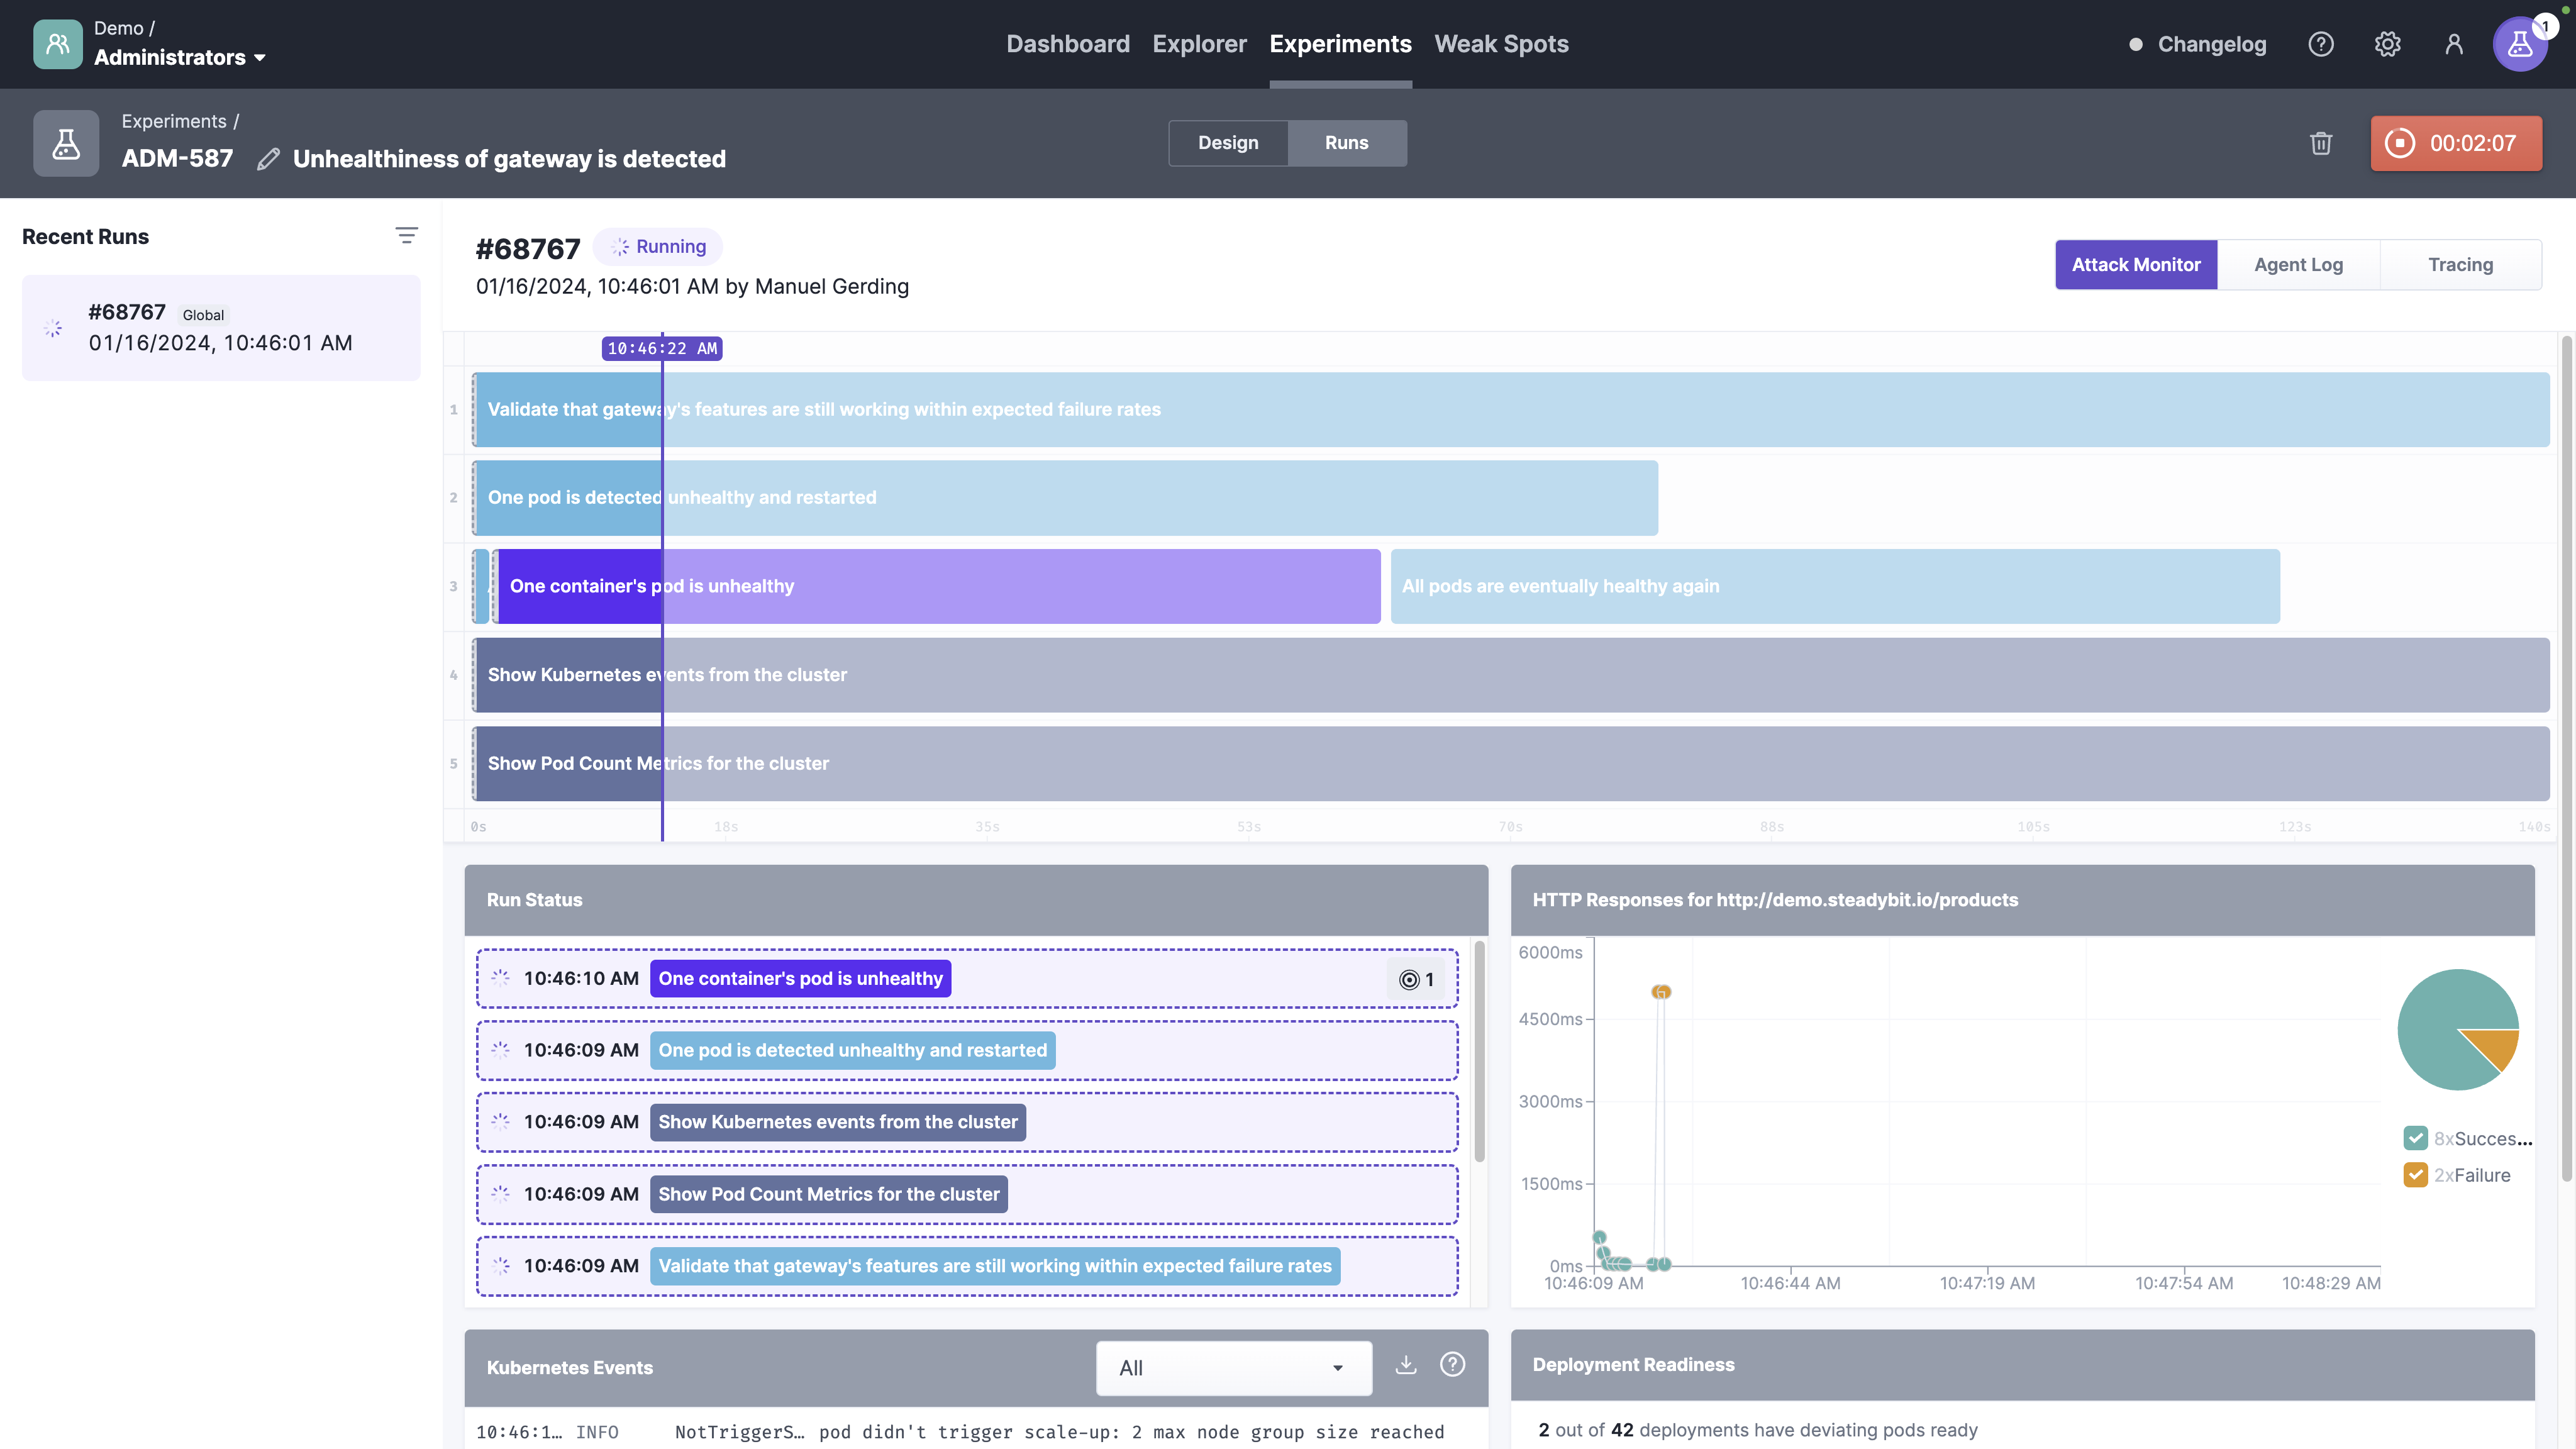 Demo /
Administrators
Dashboard Explorer Experiments Weak Spots
Changelog
1
Experiments /
ADM-587 Unhealthiness of gateway is detected
Design Runs
00:02:07
Recent Runs
#68767 Global
01/16/2024, 10:46:01 AM
#68767 Running
01/16/2024, 10:46:01 AM by Manuel Gerding
Attack Monitor Agent Log Tracing
10:46:22 AM
1 Validate that gateway's features are still working within expected failure rates
2 One pod is detected unhealthy and restarted
3 One container's pod is unhealthy All pods are eventually healthy again
4 Show Kubernetes events from the cluster
5 Show Pod Count Metrics for the cluster
0s 18s 35s 53s 70s 88s 105s 123s 140s
Run Status
10:46:10 AM One container's pod is unhealthy 1
10:46:09 AM One pod is detected unhealthy and restarted
10:46:09 AM Show Kubernetes events from the cluster
10:46:09 AM Show Pod Count Metrics for the cluster
10:46:09 AM Validate that gateway's features are still working within expected failure rates
HTTP Responses for http://demo.steadybit.io/products
6000ms
4500ms
3000ms
1500ms
0ms
10:46:09 AM 10:46:44 AM 10:47:19 AM 10:47:54 AM 10:48:29 AM
8xSucces...
2xFailure
Kubernetes Events
All
10:46:1… INFO NotTriggerS… pod didn't trigger scale-up: 2 max node group size reached
Deployment Readiness
2 out of 42 deployments have deviating pods ready